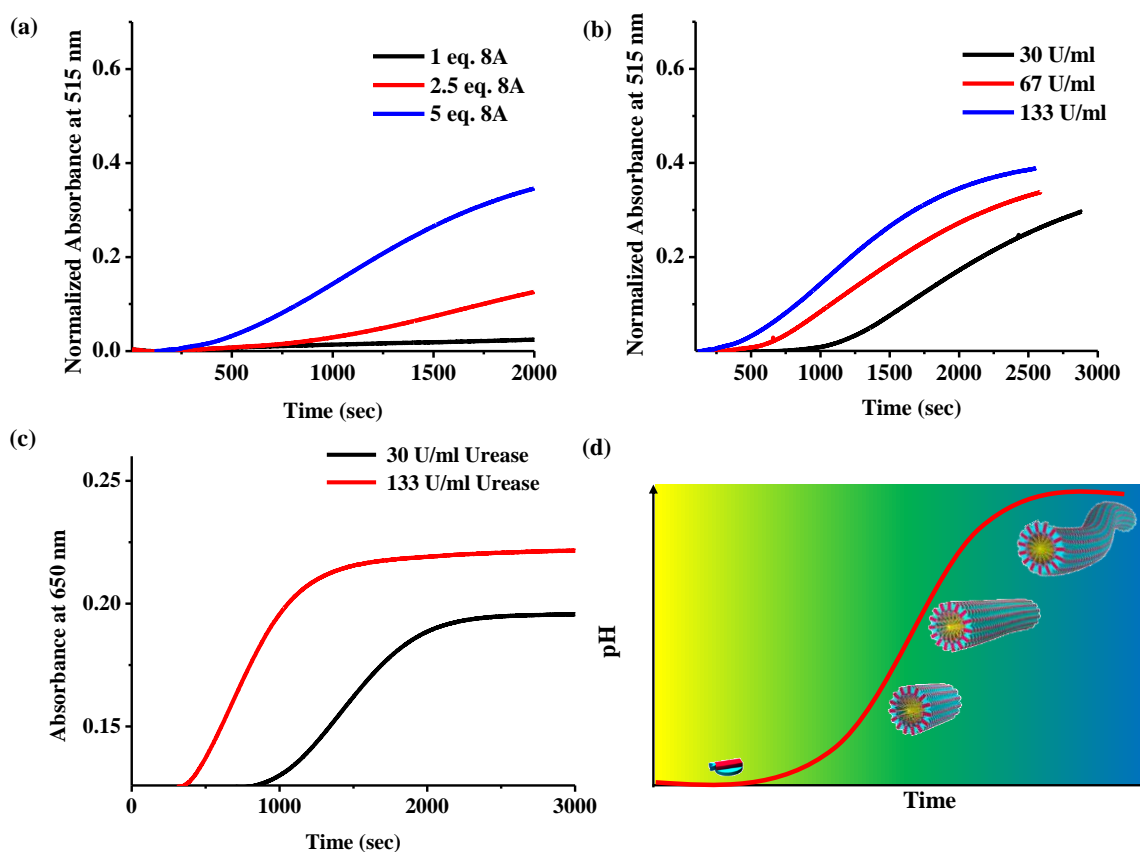 (a)
Normalized Absorbance at 515 nm
0.6
0.4
0.2
0.0
1 eq. 8A
2.5 eq. 8A
5 eq. 8A
500
1000
1500
2000
Time (sec)
(b)
Normalized Absorbance at 515 nm
0.6
0.4
0.2
30 U/ml
67 U/ml
133 U/ml
500
1000
1500
2000
2500
3000
Time (sec)
(c)
Absorbance at 650 nm
0.25
0.20
0.15
30 U/ml Urease
133 U/ml Urease
0
1000
2000
3000
Time (sec)
(d)
pH
Time